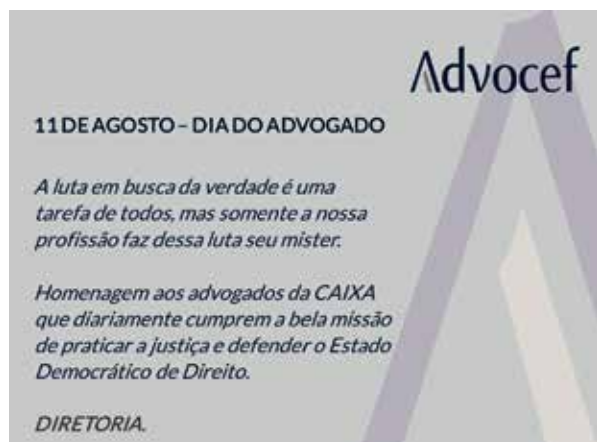 Advocef
11 DE AGOSTO – DIA DO ADVOGADO
A luta em busca da verdade é uma
tarefa de todos, mas somente a nossa
profissão faz dessa luta seu mister.
Homenagem aos advogados da CAIXA
que diariamente cumprem a bela missão
de praticar a justiça e defender o Estado
Democrático de Direito.
DIRETORIA.